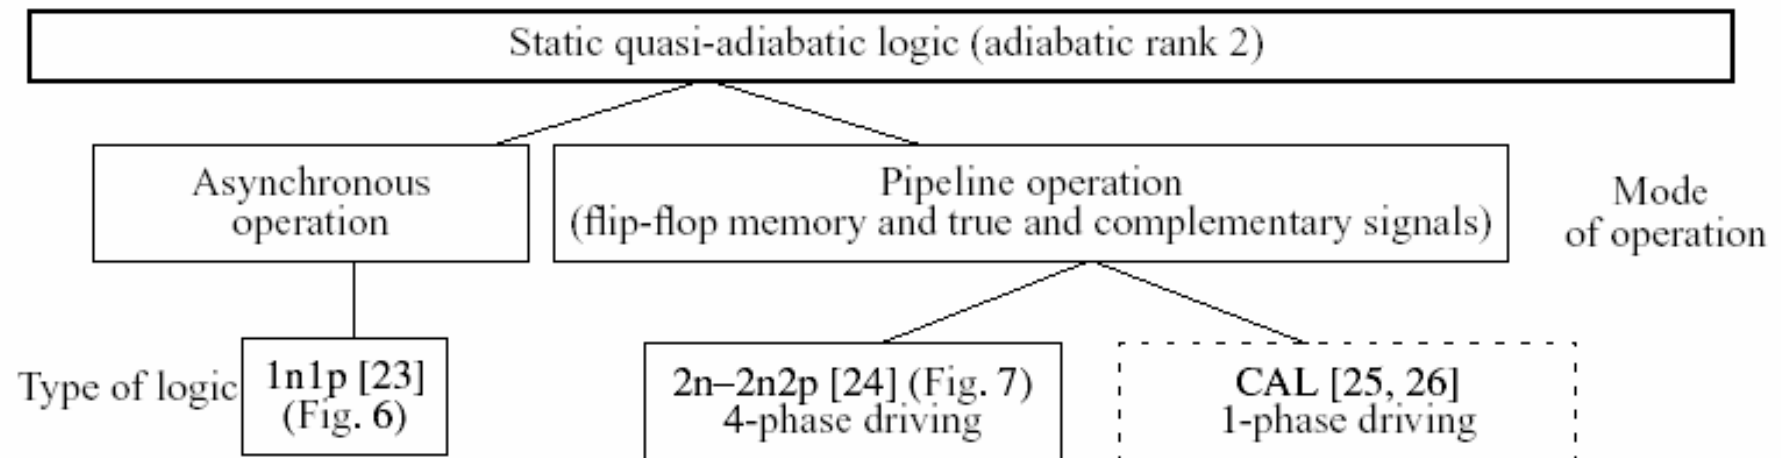 Static quasi-adiabatic logic (adiabatic rank 2)
Asynchronous
operation
Pipeline operation
(flip-flop memory and true and complementary signals)
Mode
of operation
Type of logic
1n1p [23]
(Fig. 6)
2n–2n2p [24] (Fig. 7)
4-phase driving
CAL [25, 26]
1-phase driving